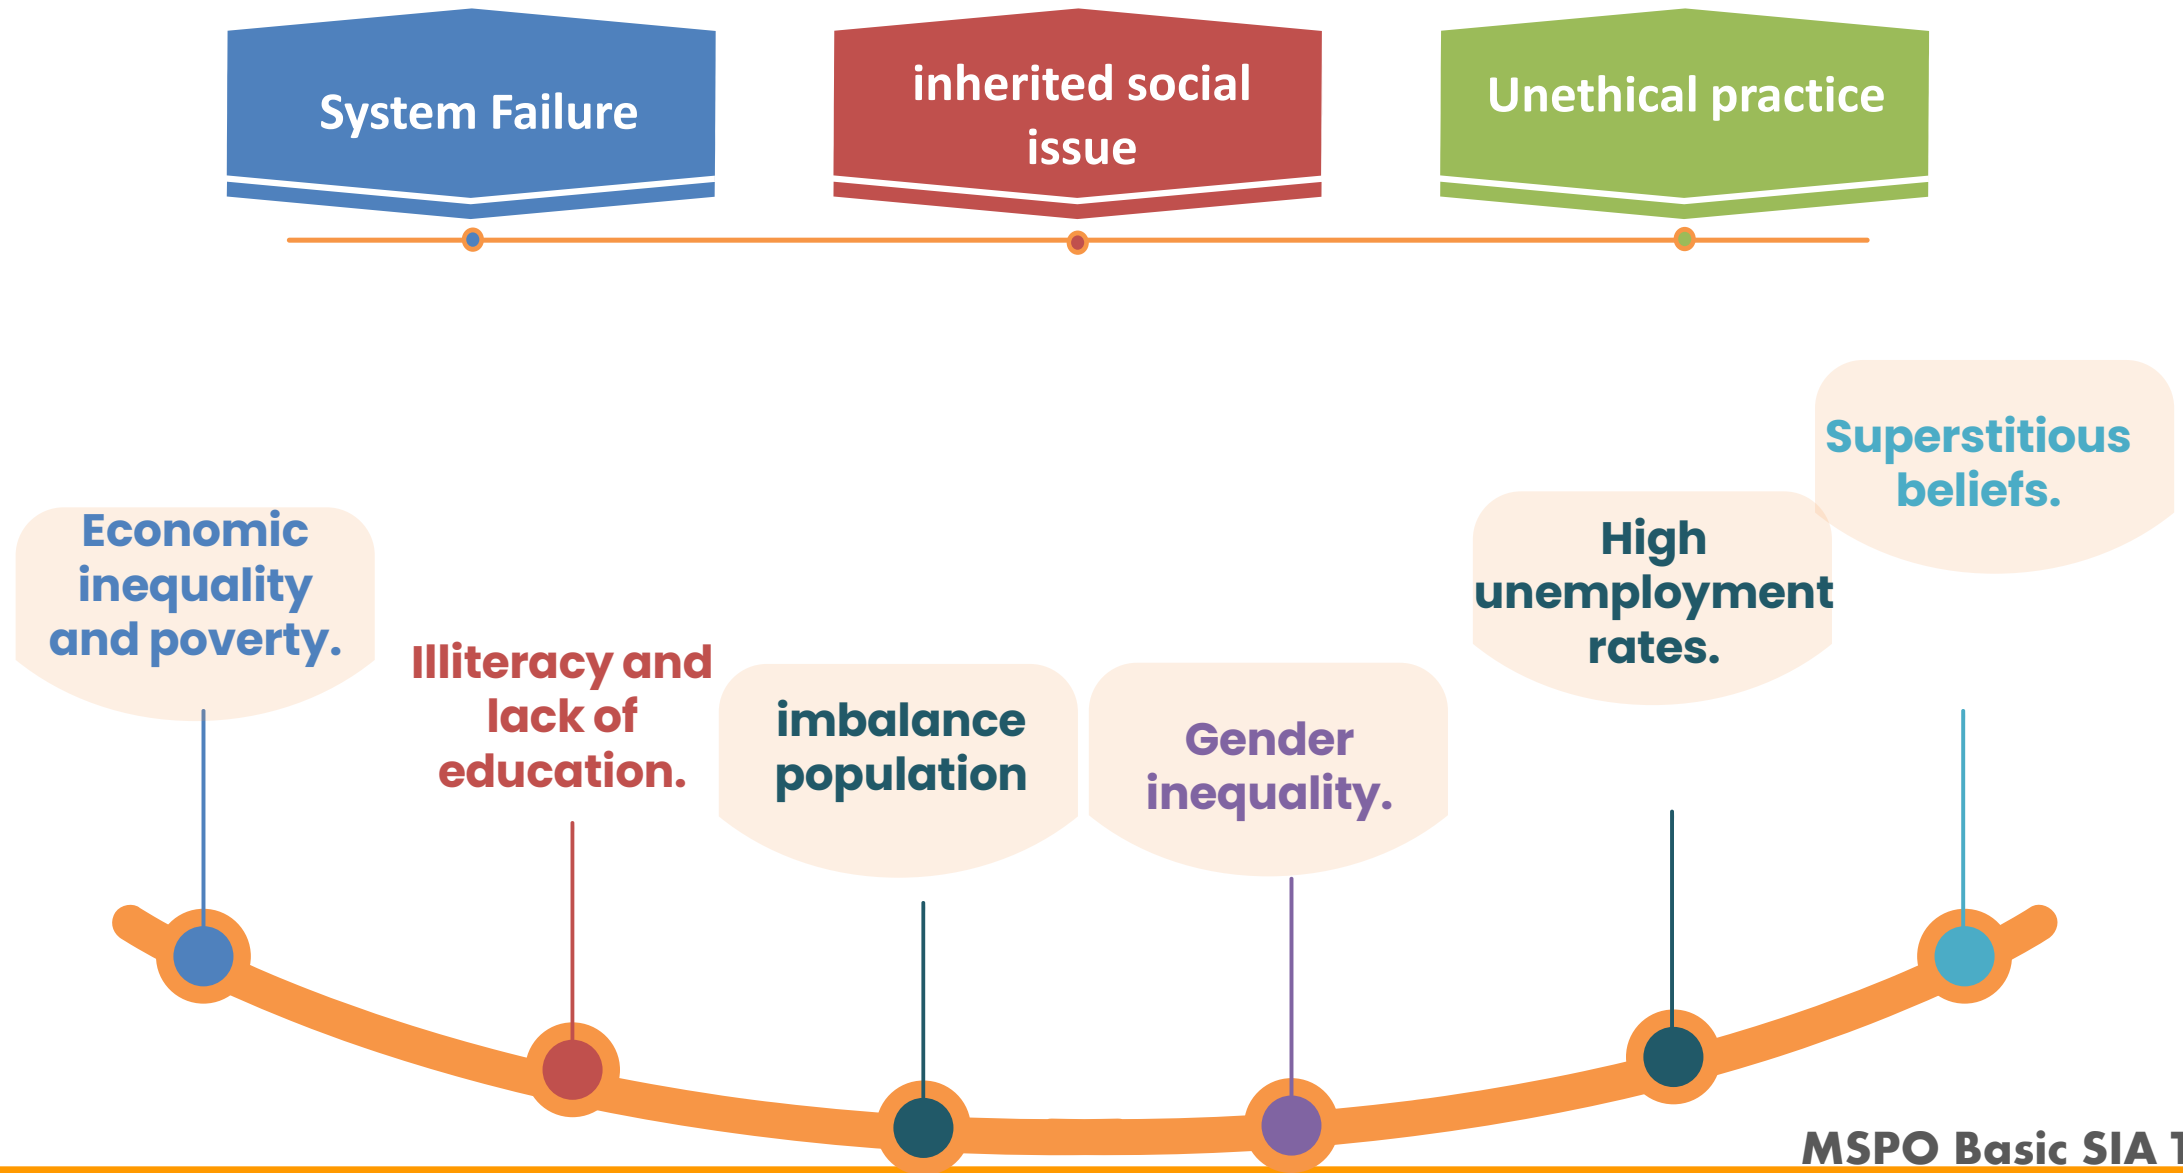 System Failure
inherited social
issue
Unethical practice
Economic
inequality
and poverty.
Illiteracy and
lack of
education.
imbalance
population
Gender
inequality.
High
unemployment
rates.
Superstitious
beliefs.
MSPO Basic SIA